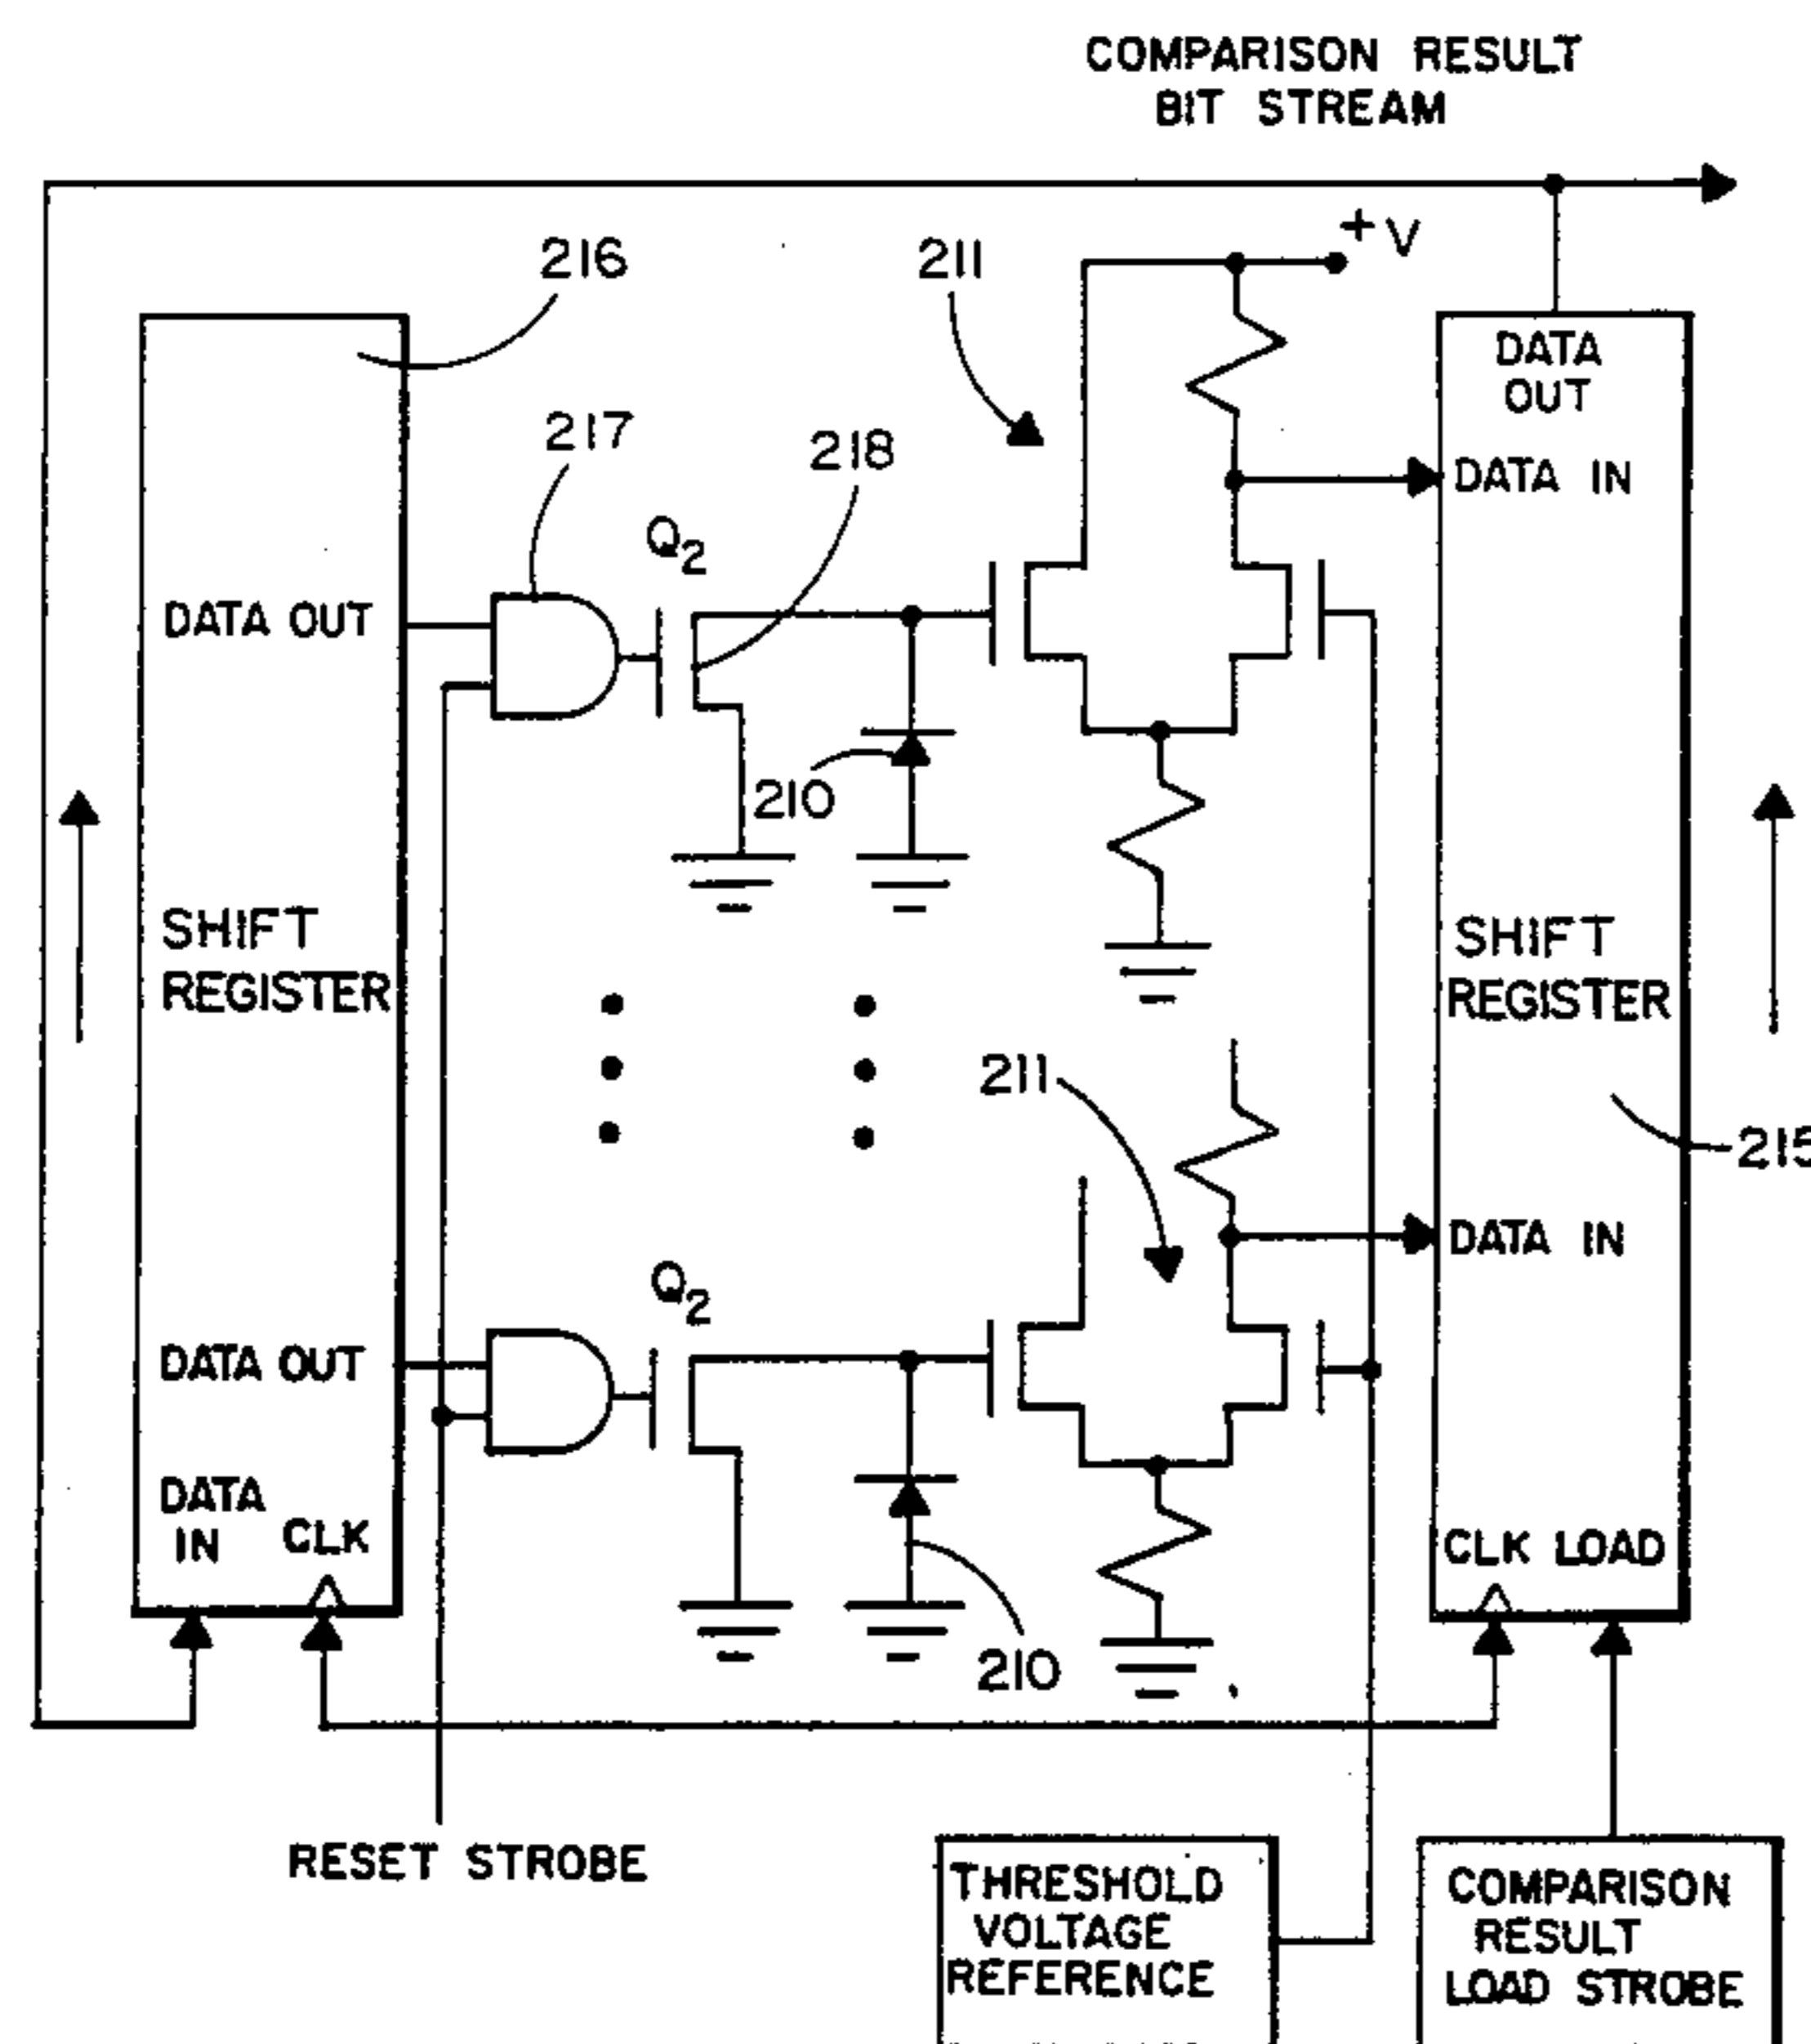 COMPARISON RESULT
BIT STREAM
+V
216
211
DATA
OUT
217
218
DATA IN
Q2
DATA OUT
210
SHIFT
REGISTER
SHIFT
REGISTER
211
215
DATA IN
Q2
DATA OUT
DATA
IN
CLK
CLK LOAD
210
RESET STROBE
THRESHOLD
VOLTAGE
REFERENCE
COMPARISON
RESULT
LOAD STROBE